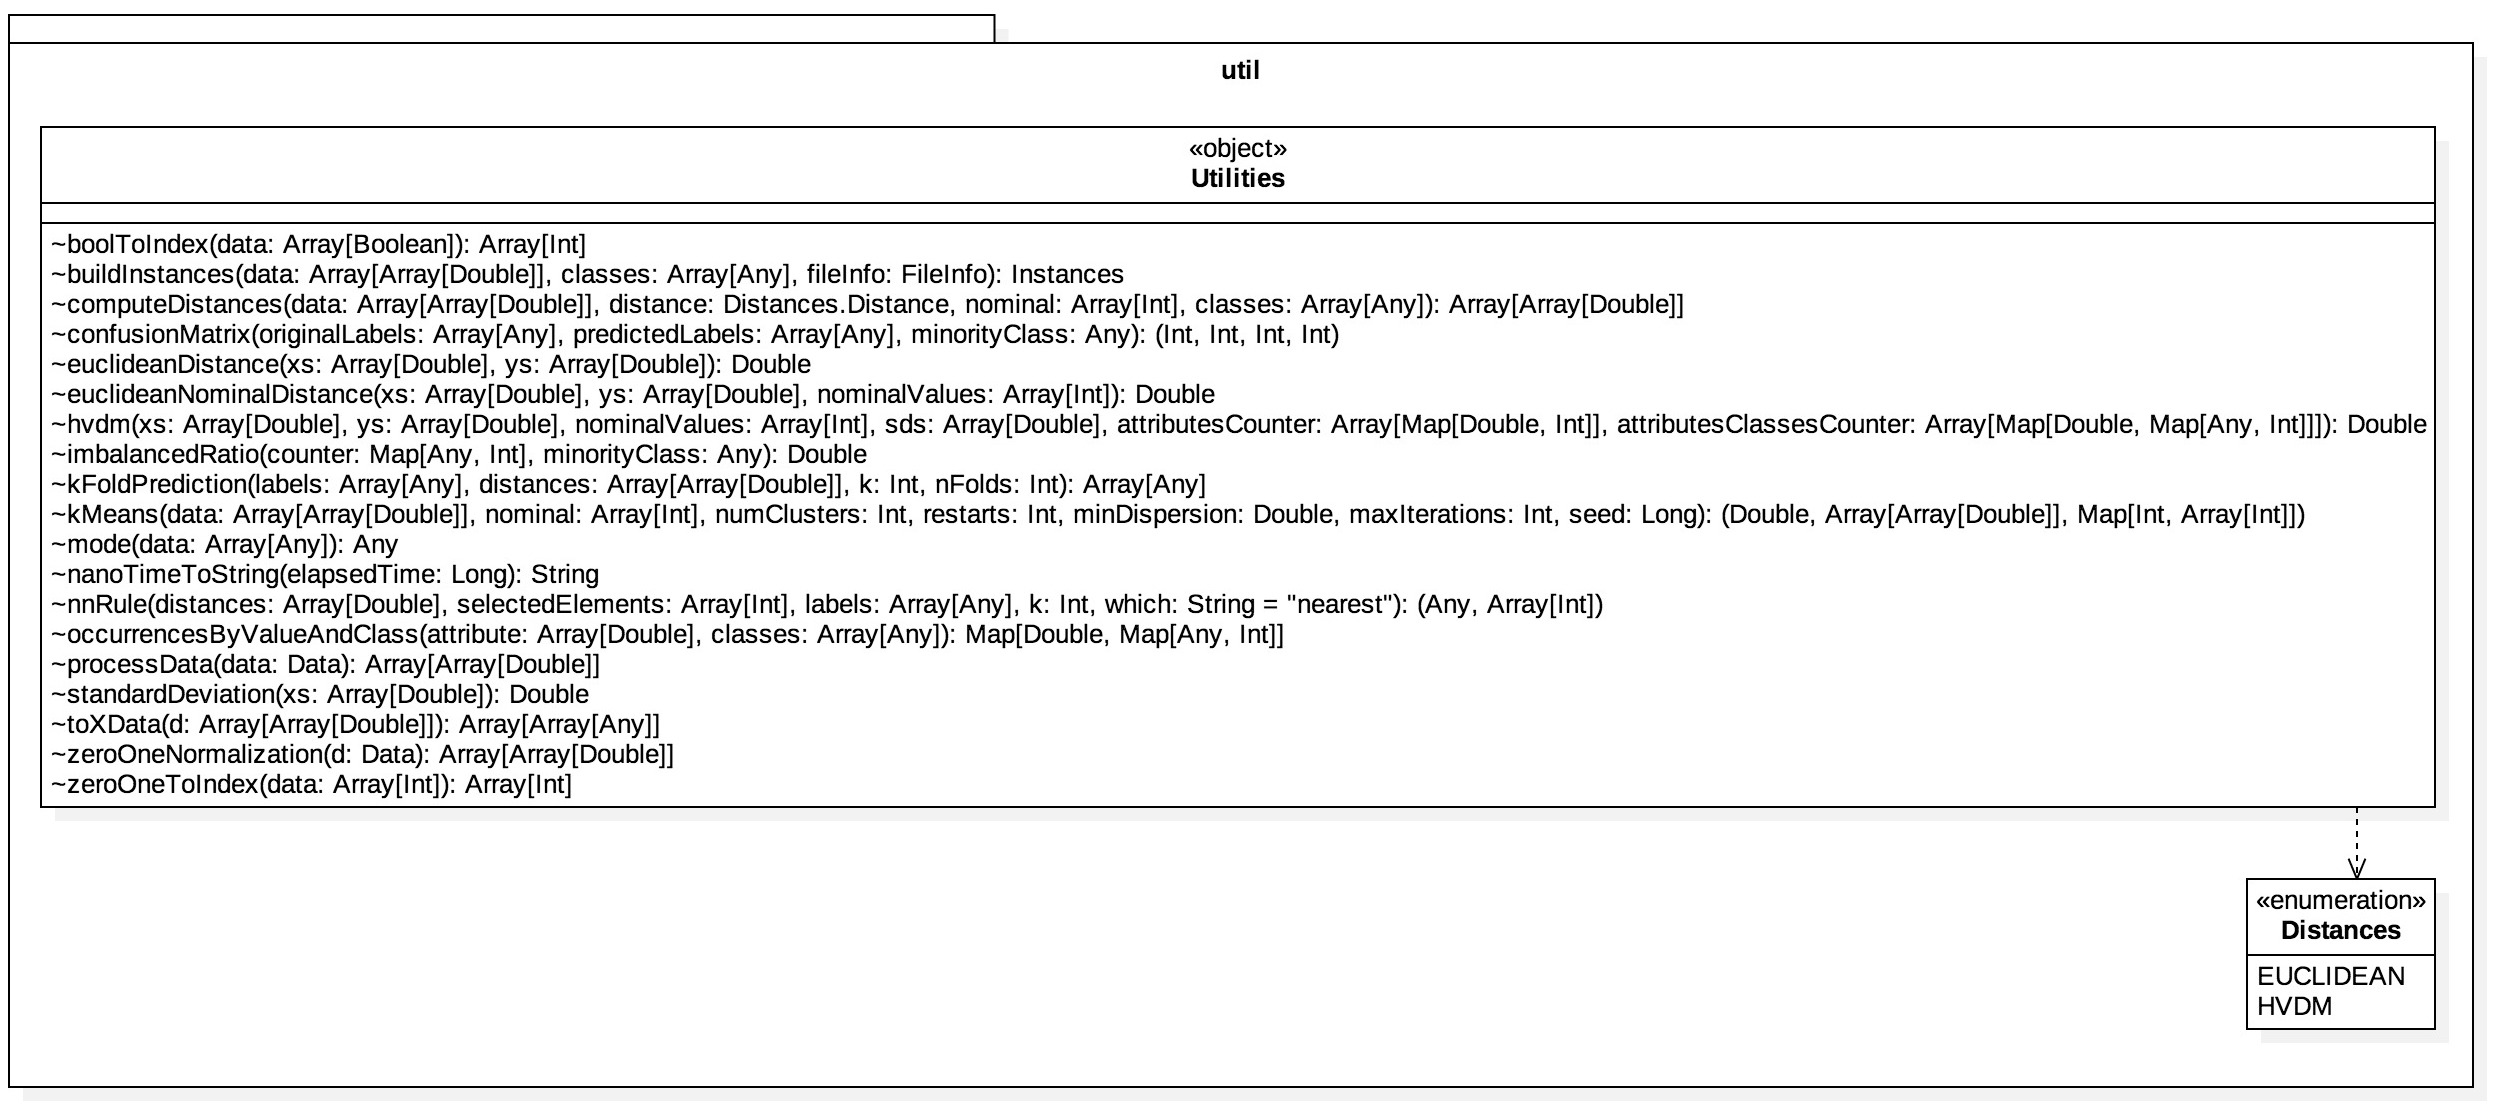 util
«object»
Utilities
~boolToIndex(data: Array[Boolean]): Array[Int]
~buildInstances(data: Array[Array[Double]], classes: Array[Any], fileInfo: FileInfo): Instances
~computeDistances(data: Array[Array[Double]], distance: Distances.Distance, nominal: Array[Int], classes: Array[Any]): Array[Array[Double]]
~confusionMatrix(originalLabels: Array[Any], predictedLabels: Array[Any], minorityClass: Any): (Int, Int, Int, Int)
~euclideanDistance(xs: Array[Double], ys: Array[Double]): Double
~euclideanNominalDistance(xs: Array[Double], ys: Array[Double], nominalValues: Array[Int]): Double
~hvdm(xs: Array[Double], ys: Array[Double], nominalValues: Array[Int], sds: Array[Double], attributesCounter: Array[Map[Double, Int]], attributesClassesCounter: Array[Map[Double, Map[Any, Int]]]): Double
~imbalancedRatio(counter: Map[Any, Int], minorityClass: Any): Double
~kFoldPrediction(labels: Array[Any], distances: Array[Array[Double]], k: Int, nFolds: Int): Array[Any]
~kMeans(data: Array[Array[Double]], nominal: Array[Int], numClusters: Int, restarts: Int, minDispersion: Double, maxIterations: Int, seed: Long): (Double, Array[Array[Double]], Map[Int, Array[Int]])
~mode(data: Array[Any]): Any
~nanoTimeToString(elapsedTime: Long): String
~nnRule(distances: Array[Double], selectedElements: Array[Int], labels: Array[Any], k: Int, which: String = "nearest"): (Any, Array[Int])
~occurrencesByValueAndClass(attribute: Array[Double], classes: Array[Any]): Map[Double, Map[Any, Int]]
~processData(data: Data): Array[Array[Double]]
~standardDeviation(xs: Array[Double]): Double
~toXData(d: Array[Array[Double]]): Array[Array[Any]]
~zeroOneNormalization(d: Data): Array[Array[Double]]
~zeroOneToIndex(data: Array[Int]): Array[Int]
«enumeration»
Distances
EUCLIDEAN
HVDM